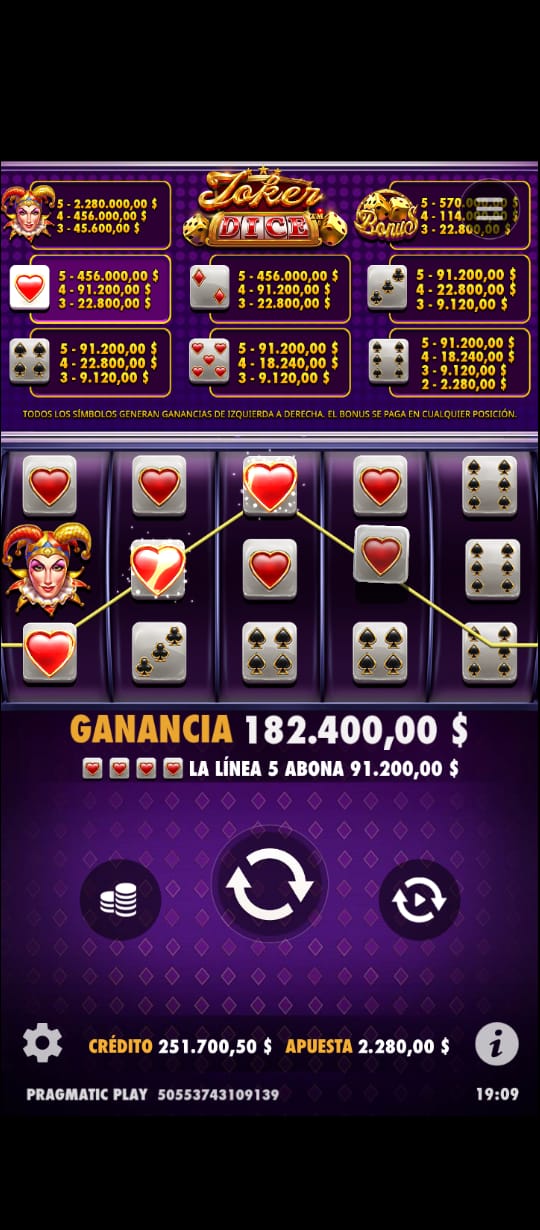 5 - 2.280.000,00 $
4 - 456.000,00 $
3 - 45.600,00 $
Joker
DICE
TM
Bonus
5 - 570.0
4 - 114.0
3 - 22.800,00 $
5 - 456.000,00 $
4 - 91.200,00 $
3 - 22.800,00 $
5 - 456.000,00 $
4 - 91.200,00 $
3 - 22.800,00 $
5 - 91.200,00 $
4 - 22.800,00 $
3 - 9.120,00 $
5 - 91.200,00 $
4 - 22.800,00 $
3 - 9.120,00 $
5 - 91.200,00 $
4 - 18.240,00 $
3 - 9.120,00 $
5 - 91.200,00 $
4 - 18.240,00 $
3 - 9.120,00 $
2 - 2.280,00 $
TODOS LOS SÍMBOLOS GENERAN GANANCIAS DE IZQUIERDA A DERECHA. EL BONUS SE PAGA EN CUALQUIER POSICIÓN.
GANANCIA 182.400,00 $
LA LÍNEA 5 ABONA 91.200,00 $
CRÉDITO 251.700,50 $ APUESTA 2.280,00 $
PRAGMATIC PLAY 50553743109139 19:09